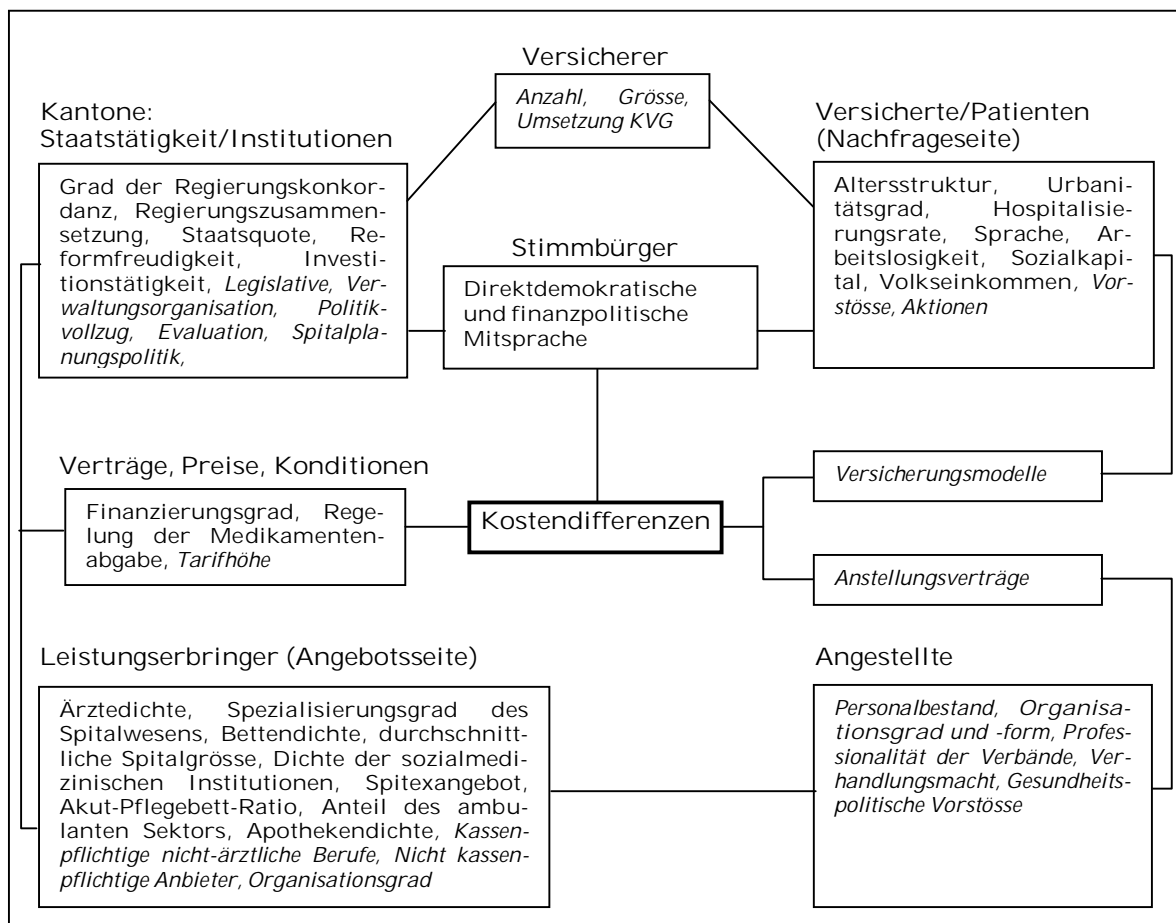 Versicherer
Anzahl, Grösse,
Umsetzung KVG
Kantone:
Staatstätigkeit/Institutionen
Grad der Regierungskonkor-
danz, Regierungszusammen-
setzung, Staatsquote, Re-
formfreudigkeit, Investi-
itionstätigkeit, Legislative, Ver-
waltungsorganisation, Politik-
vollzug, Evaluation, Spitalpla-
nungspolitik,
Versicherte/Patienten
(Nachfrageseite)
Altersstruktur, Urbani-
tätsgrad, Hospitalisie-
rungsrate, Sprache, Ar-
beitslosigkeit, Sozialkapi-
tal, Volkseinkommen, Vor-
stösse, Aktionen
Stimmbürger
Direktdemokratische
und finanzpolitische
Mitsprache
Verträge, Preise, Konditionen
Finanzierungsgrad, Rege-
lung der Medikamenten-
abgabe, Tarifhöhe
Kostendifferenzen
Versicherungsmodelle
Anstellungsverträge
Leistungserbringer (Angebotsseite)
Ärztedichte, Spezialisierungsgrad des
Spitalwesens, Bettendichte, durchschnitt-
liche Spitalgrösse, Dichte der sozialmedi-
zinischen Institutionen, Spitexangebot,
Akut-Pflegebett-Ratio, Anteil des ambu-
lanten Sektors, Apothekendichte, Kassen-
pflichtige nicht-ärztliche Berufe, Nicht kassen-
pflichtige Anbieter, Organisationsgrad
Angestellte
Personalbestand, Organisa-
tionsgrad und -form, Profes-
sionalität der Verbände, Ver-
handlungsmacht, Gesundheits-
politische Vorstösse